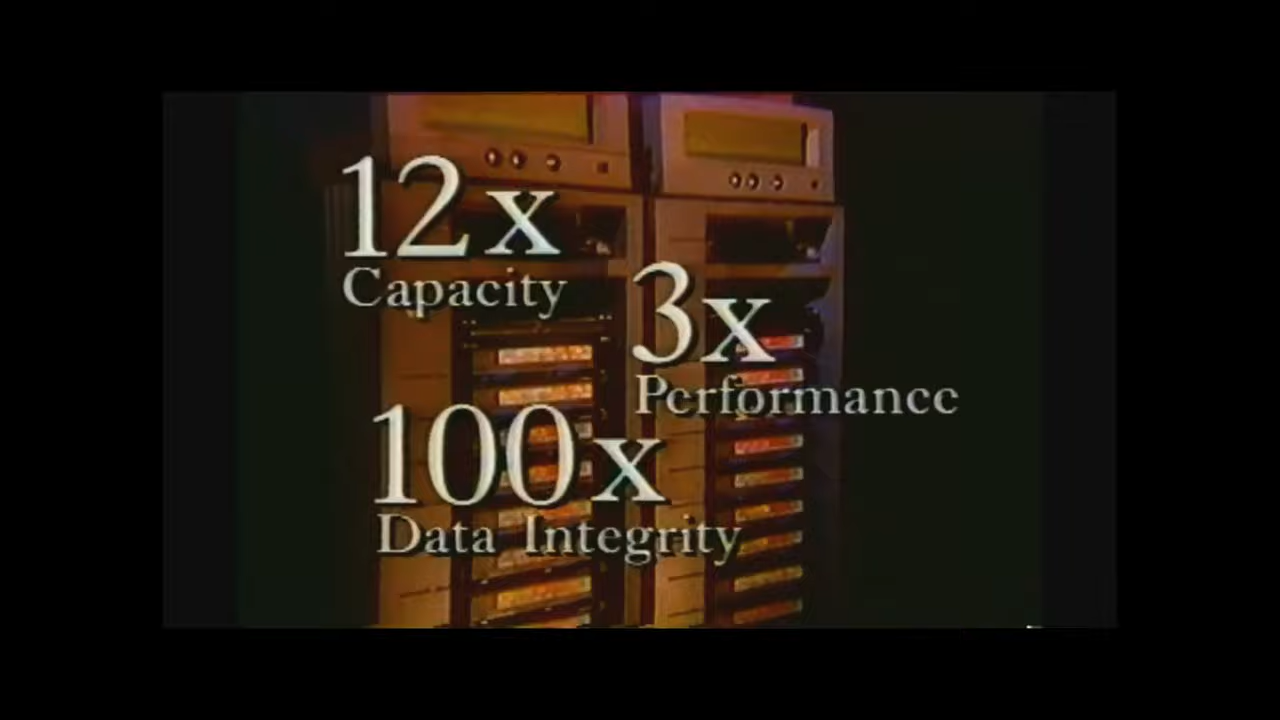 12x
Capacity
3x
Performance
100x
Data Integrity